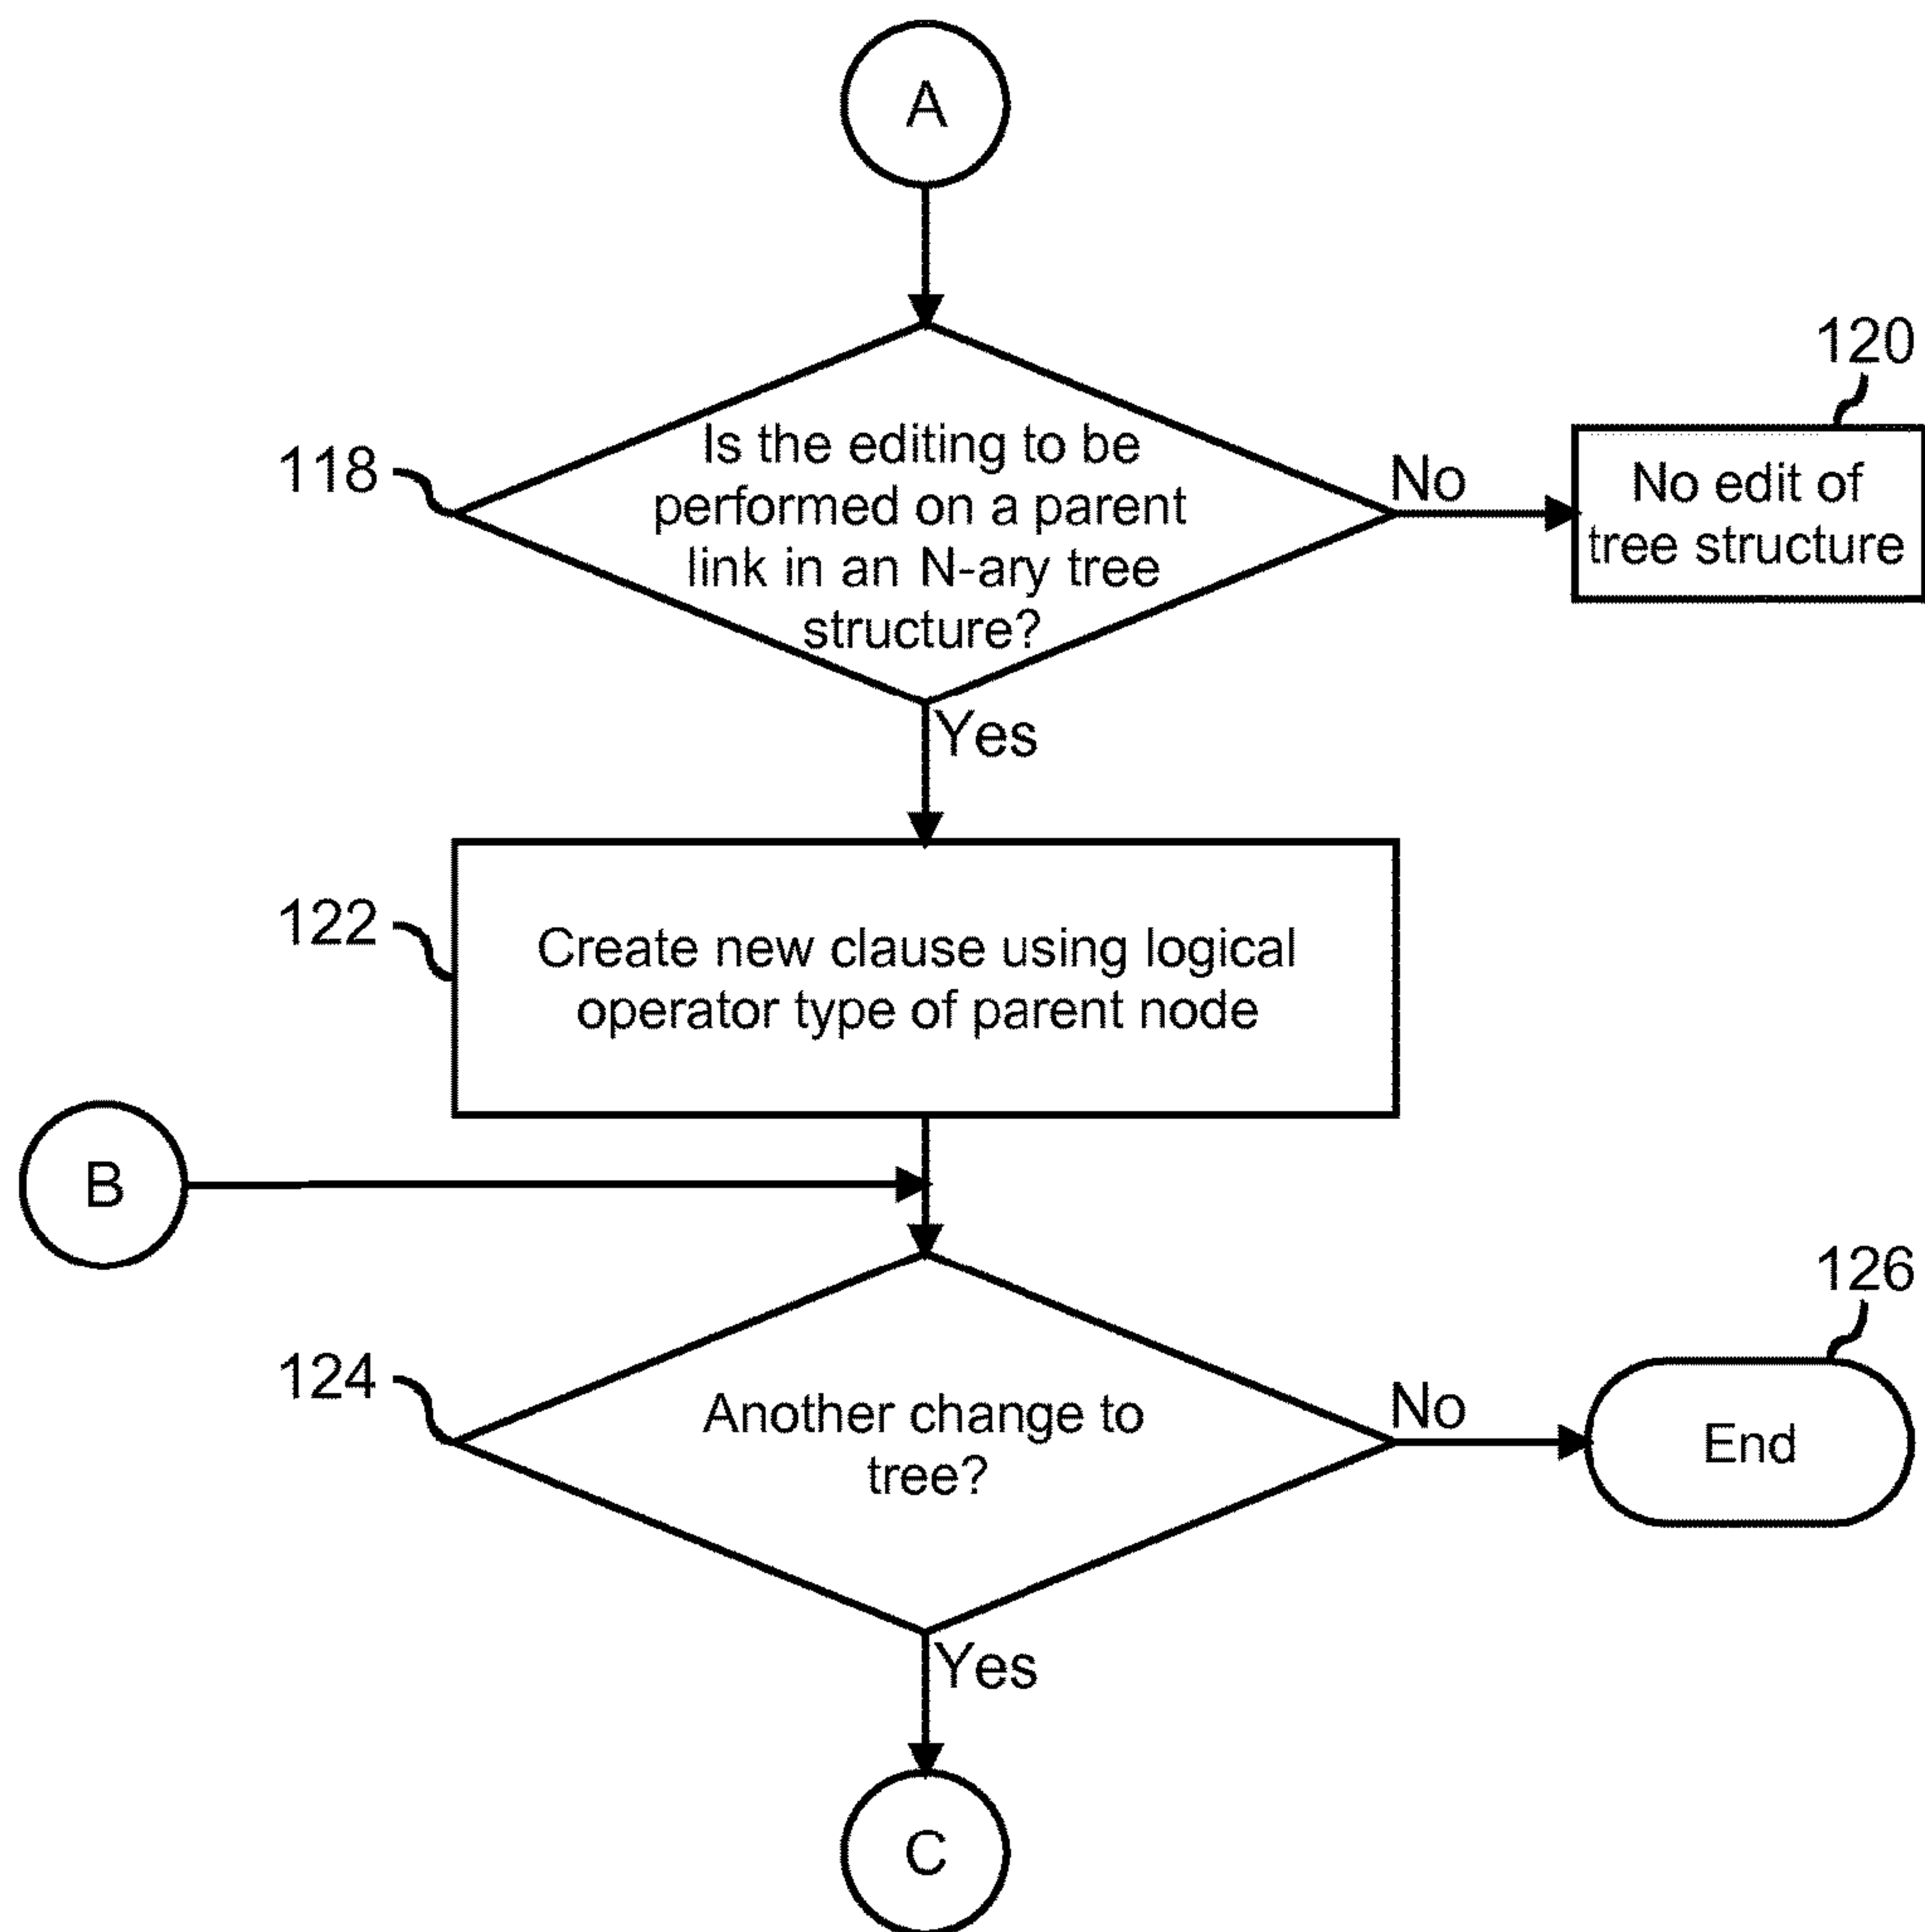 A
120
118
Is the editing to be
performed on a parent
link in an N-ary tree
structure?
No
No edit of
tree structure
Yes
122
Create new clause using logical
operator type of parent node
B
126
124
Another change to
tree?
No
End
Yes
C